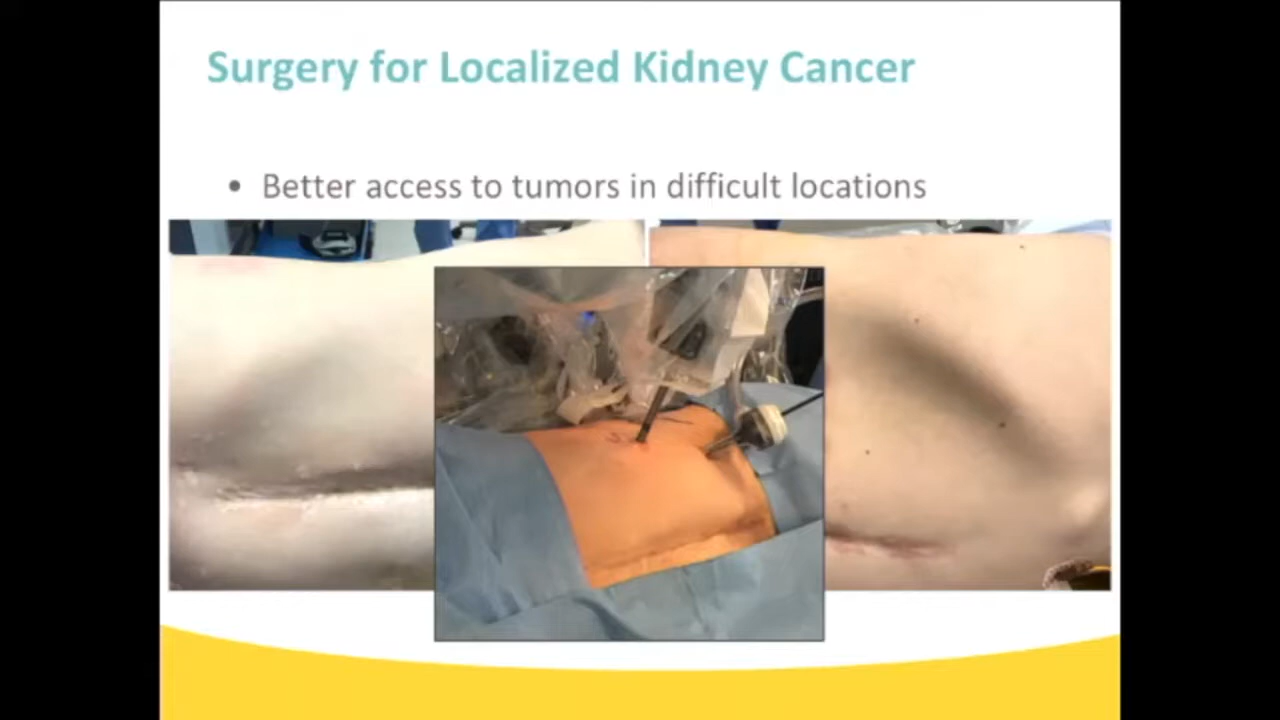 Surgery for Localized Kidney Cancer
• Better access to tumors in difficult locations